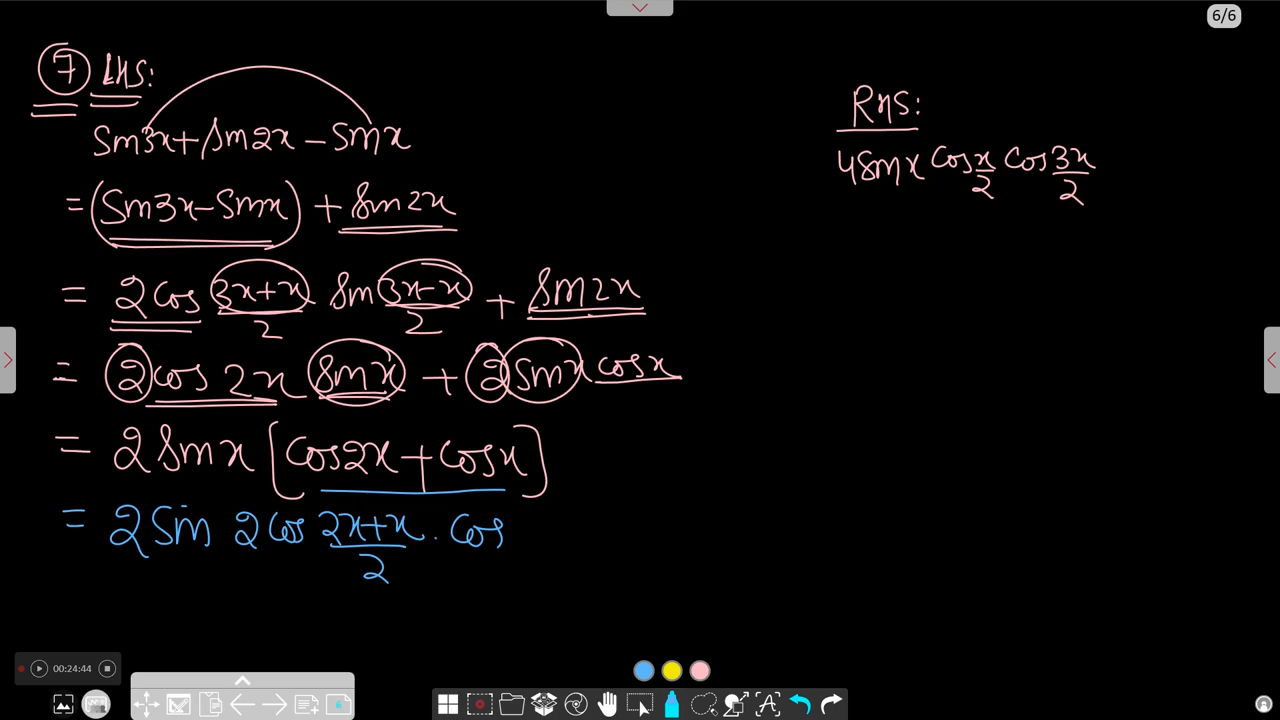 6/6
⑦ LHS:
Sin3x + Sin2x - Sinx
= (Sin3x - Sinx) + Sin2x
= 2cos (3x+x)/2 Sin (3x-x)/2 + Sin2x
= 2cos 2x Sinx + 2Sinx cosx
= 2Sinx [Cos2x + Cosx]
= 2Sin 2cos (2x+x)/2 . Cos
RHS:
4Sinx Cos x/2 Cos 3x/2
00:24:44